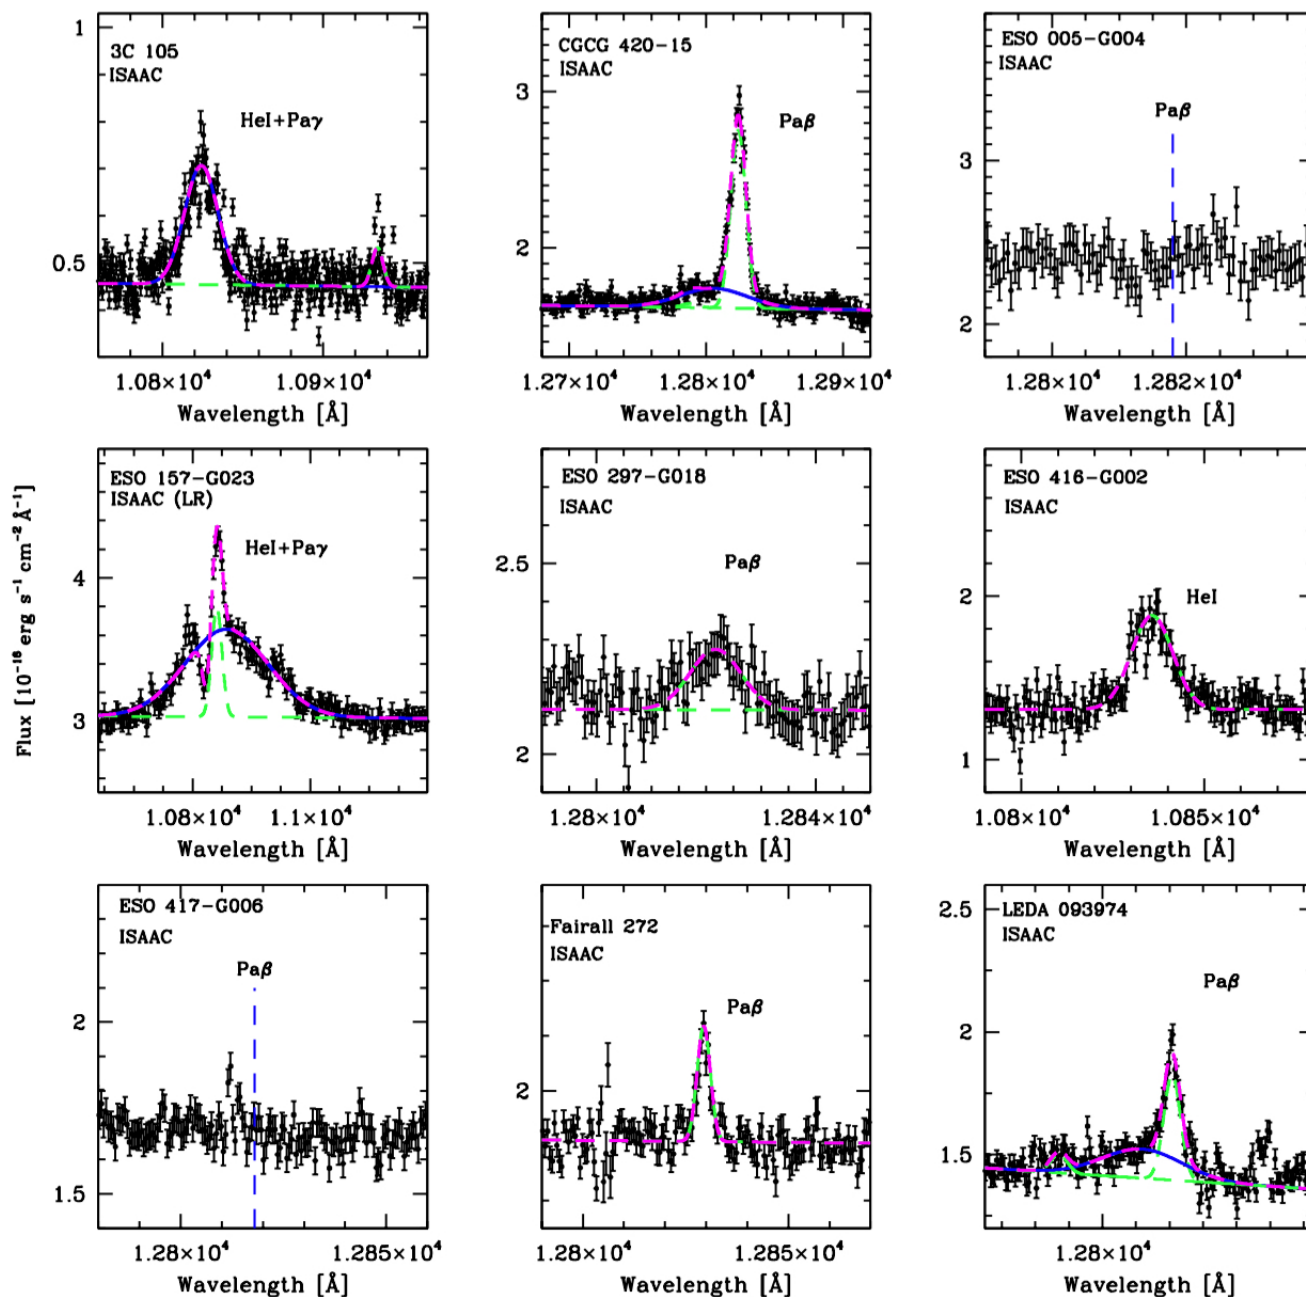 Flux [10⁻¹⁶ erg s⁻¹ cm⁻² Å⁻¹]
3C 105
ISAAC
HeI+Paγ
1
0.5
1.08×10⁴ 1.09×10⁴
Wavelength [Å]
CGCG 420-15
ISAAC
Paβ
3
2
1.27×10⁴ 1.28×10⁴ 1.29×10⁴
Wavelength [Å]
ESO 005-G004
ISAAC
Paβ
3
2
1.28×10⁴ 1.282×10⁴
Wavelength [Å]
ESO 157-G023
ISAAC (LR)
HeI+Paγ
4
3
1.08×10⁴ 1.1×10⁴
Wavelength [Å]
ESO 297-G018
ISAAC
Paβ
2.5
2
1.28×10⁴ 1.284×10⁴
Wavelength [Å]
ESO 416-G002
ISAAC
HeI
2
1
1.08×10⁴ 1.085×10⁴
Wavelength [Å]
ESO 417-G006
ISAAC
Paβ
2
1.5
1.28×10⁴ 1.285×10⁴
Wavelength [Å]
Fairall 272
ISAAC
Paβ
2
1.28×10⁴ 1.285×10⁴
Wavelength [Å]
LEDA 093974
ISAAC
Paβ
2.5
2
1.5
1.28×10⁴
Wavelength [Å]